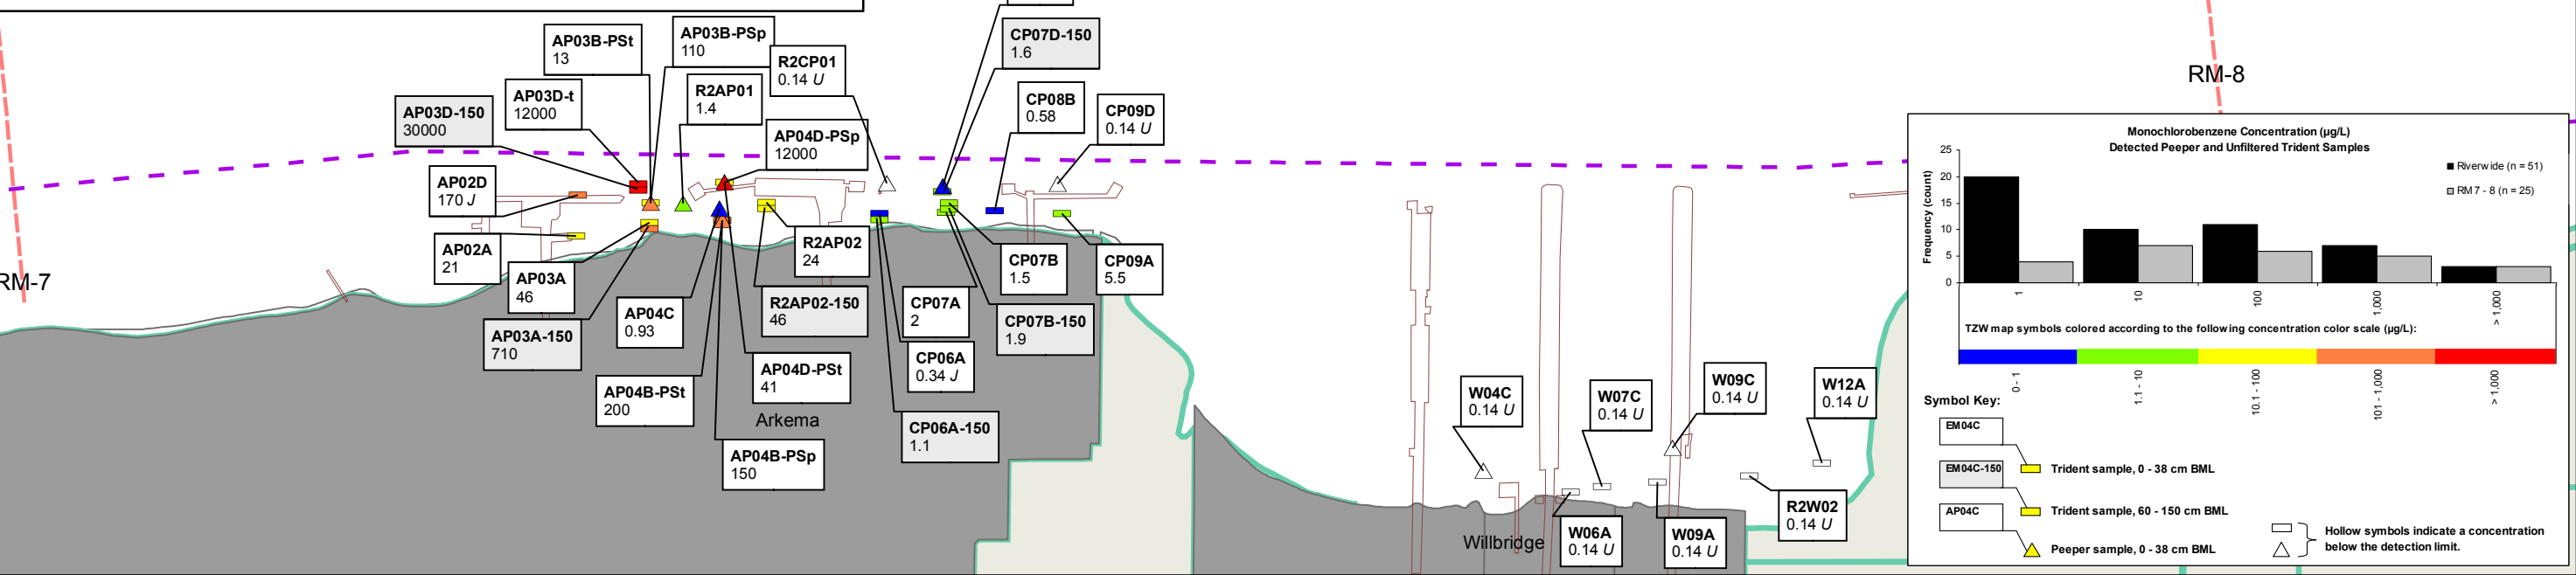 AP03B-PSt
13
AP03B-PSp
110
R2CP01
0.14 U
CP07D-150
1.6
AP03D-150
30000
AP03D-t
12000
R2AP01
1.4
CP08B
0.58
CP09D
0.14 U
AP04D-PSp
12000
AP02D
170 J
AP02A
21
AP03A
46
AP03A-150
710
AP04C
0.93
AP04B-PSt
200
R2AP02
24
R2AP02-150
46
AP04D-PSt
41
Arkema
AP04B-PSp
150
CP07A
2
CP06A
0.34 J
CP06A-150
1.1
CP07B
1.5
CP07B-150
1.9
CP09A
5.5
RM-7
RM-8
W04C
0.14 U
W07C
0.14 U
W09C
0.14 U
W12A
0.14 U
Willbridge
W06A
0.14 U
W09A
0.14 U
R2W02
0.14 U
Monochlorobenzene Concentration (µg/L)
Detected Peeper and Unfiltered Trident Samples
Frequency (count)
25
20
15
10
5
0
Riverwide (n = 51)
RM 7 - 8 (n = 25)
1
10
100
1,000
> 1,000
TZW map symbols colored according to the following concentration color scale (µg/L):
0 - 1
1.1 - 10
10.1 - 100
101 - 1,000
> 1,000
Symbol Key:
EM04C
Trident sample, 0 - 38 cm BML
EM04C-150
Trident sample, 60 - 150 cm BML
AP04C
Peeper sample, 0 - 38 cm BML
Hollow symbols indicate a concentration
below the detection limit.